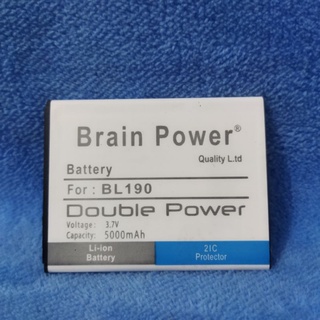 Brain Power®
Quality L.td
Battery
For : BL190
Double Power
Voltage: 3.7V
Capacity: 5000mAh
Li-ion
Battery
2IC
Protector